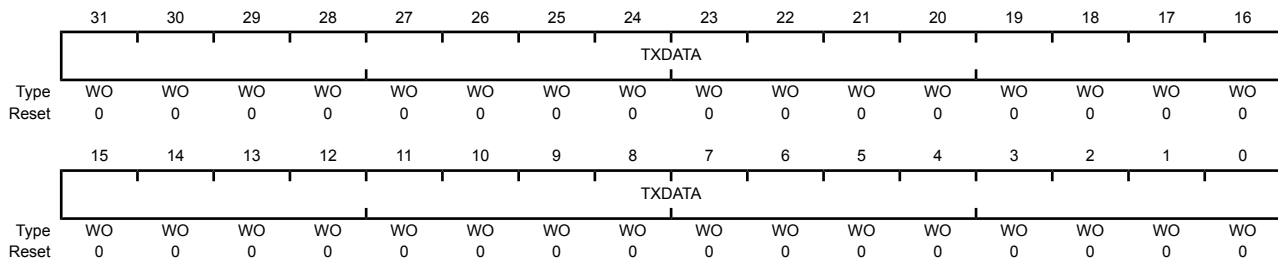 31 30 29 28 27 26 25 24 23 22 21 20 19 18 17 16
TXDATA
Type WO WO WO WO WO WO WO WO WO WO WO WO WO WO WO WO
Reset 0 0 0 0 0 0 0 0 0 0 0 0 0 0 0 0
15 14 13 12 11 10 9 8 7 6 5 4 3 2 1 0
TXDATA
Type WO WO WO WO WO WO WO WO WO WO WO WO WO WO WO WO
Reset 0 0 0 0 0 0 0 0 0 0 0 0 0 0 0 0